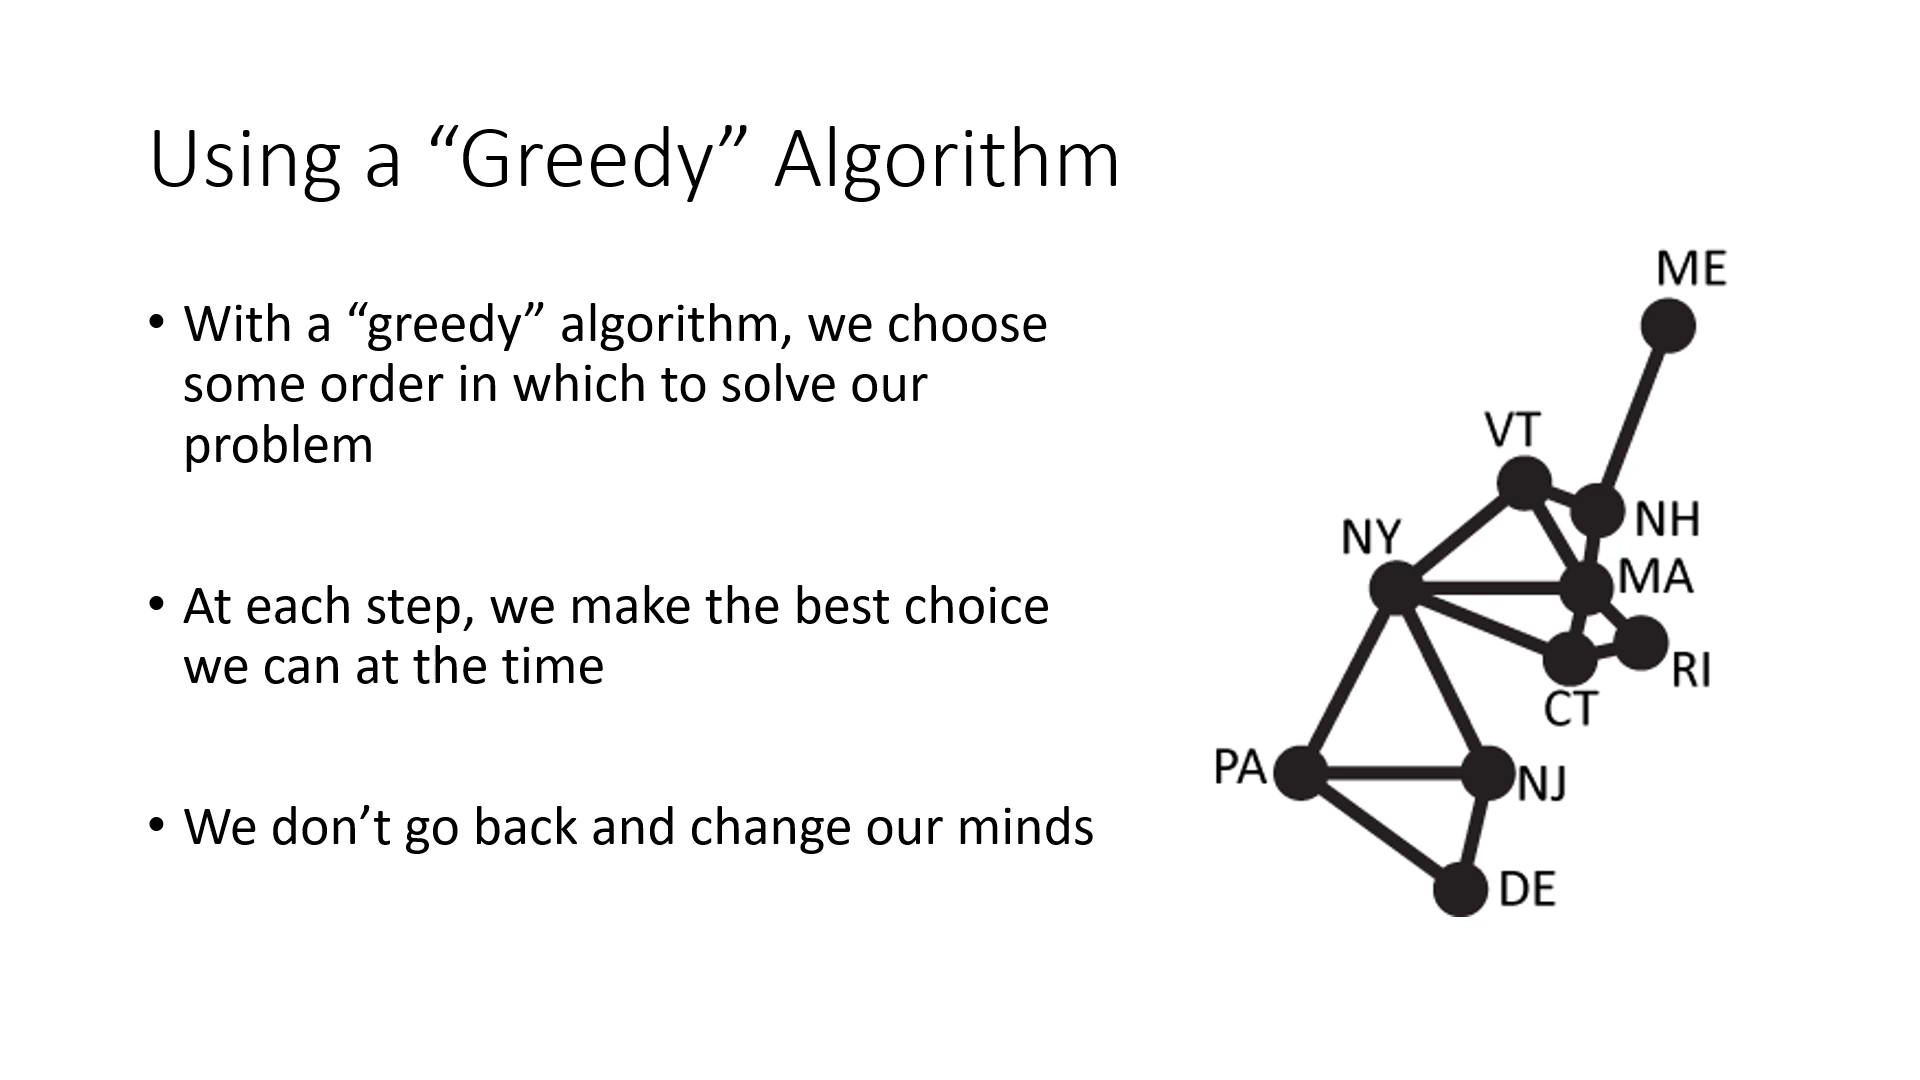 Using a “Greedy” Algorithm
• With a “greedy” algorithm, we choose
some order in which to solve our
problem
• At each step, we make the best choice
we can at the time
• We don’t go back and change our minds
ME
VT
NH
NY
MA
RI
CT
PA
NJ
DE